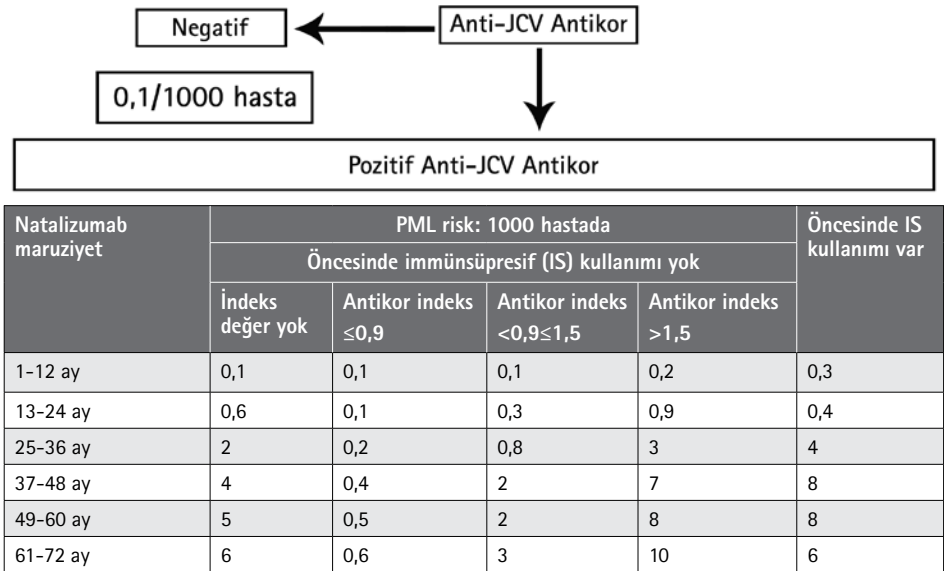 Negatif
Anti-JCV Antikor
0,1/1000 hasta
Pozitif Anti-JCV Antikor
Natalizumab maruziyet
PML risk: 1000 hastada
Öncesinde IS kullanımı var
Öncesinde immünsüpresif (IS) kullanımı yok
İndeks değer yok
Antikor indeks ≤0,9
Antikor indeks <0,9≤1,5
Antikor indeks >1,5
1-12 ay 0,1 0,1 0,1 0,2 0,3
13-24 ay 0,6 0,1 0,3 0,9 0,4
25-36 ay 2 0,2 0,8 3 4
37-48 ay 4 0,4 2 7 8
49-60 ay 5 0,5 2 8 8
61-72 ay 6 0,6 3 10 6